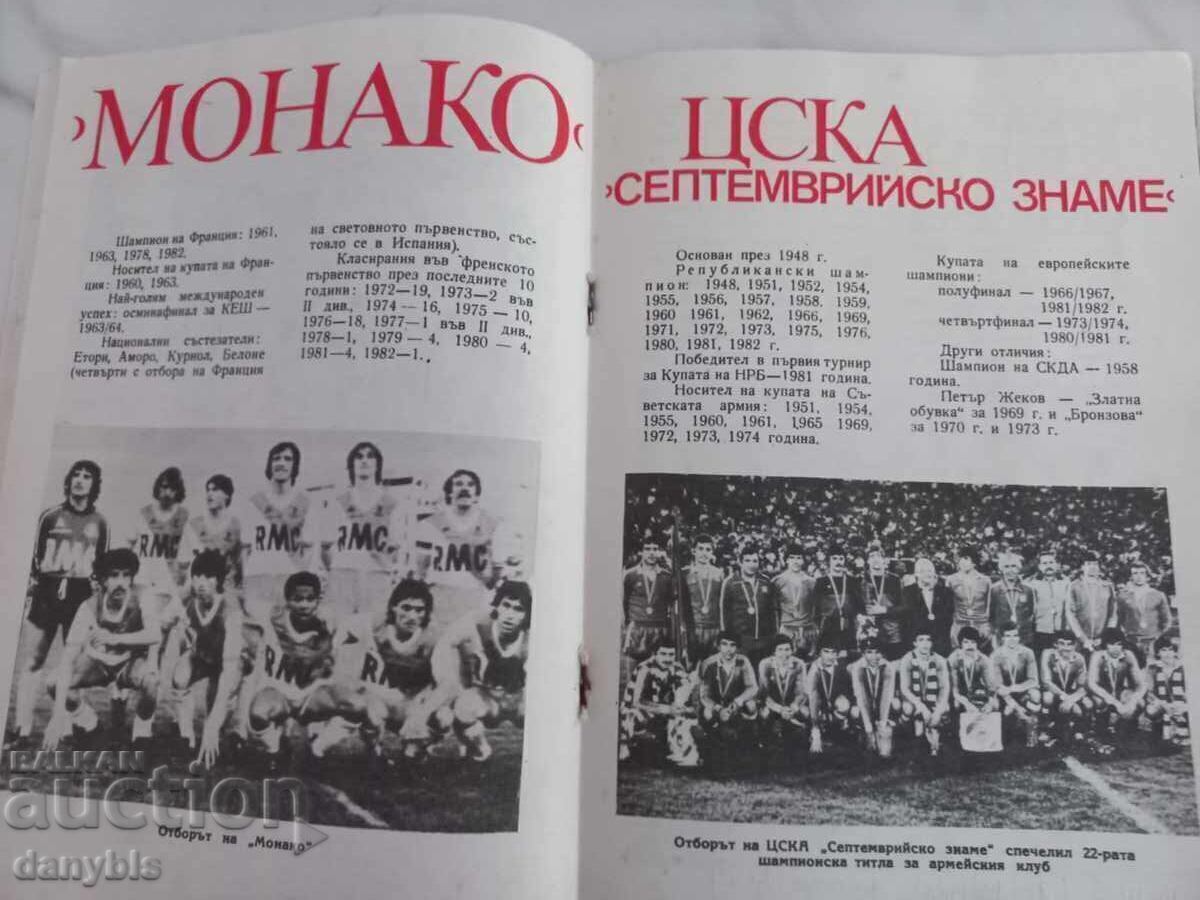 ›МОНАКО‹
Шампион на Франция: 1961,
1963, 1978, 1982.
Носител на купата на Фран-
ция: 1960, 1963.
Най-голям международен
успех: осминафинал за КЕШ —
1963/64.
Национални състезатели:
Етори, Аморо, Курнол, Белоне
(четвърти с отбора на Франция
на световното първенство, със-
тояло се в Испания).
Класирания във френското
първенство през последните 10
години: 1972—19, 1973—2 във
II див., 1974—16, 1975—10,
1976—18, 1977—1 във II див.,
1978—1, 1979—4, 1980—4,
1981—4, 1982—1.
RMC
RMC
RMC
RMC
Отборът на „Монако“
ЦСКА
›СЕПТЕМВРИЙСКО ЗНАМЕ‹
Основан през 1948 г.
Републикански шам-
пион: 1948, 1951, 1952, 1954,
1955, 1956, 1957, 1958. 1959,
1960 1961, 1962, 1966, 1969,
1971, 1972, 1973, 1975, 1976,
1980, 1981, 1982 г.
Победител в първия турнир
за Купата на НРБ—1981 година.
Носител на купата на Съ-
ветската армия: 1951, 1954,
1955, 1960, 1961, 1965 1969,
1972, 1973, 1974 година.
Купата на европейските
шампиони:
полуфинал — 1966/1967,
1981/1982 г.
четвъртфинал — 1973/1974,
1980/1981 г.
Други отличия:
Шампион на СКДА — 1958
година.
Петър Жеков — „Златна
обувка“ за 1969 г. и „Бронзова“
за 1970 г. и 1973 г.
Отборът на ЦСКА „Септемврийско знаме“ спечелил 22-рата
шампионска титла за армейския клуб
BALKAN
auction
danybls